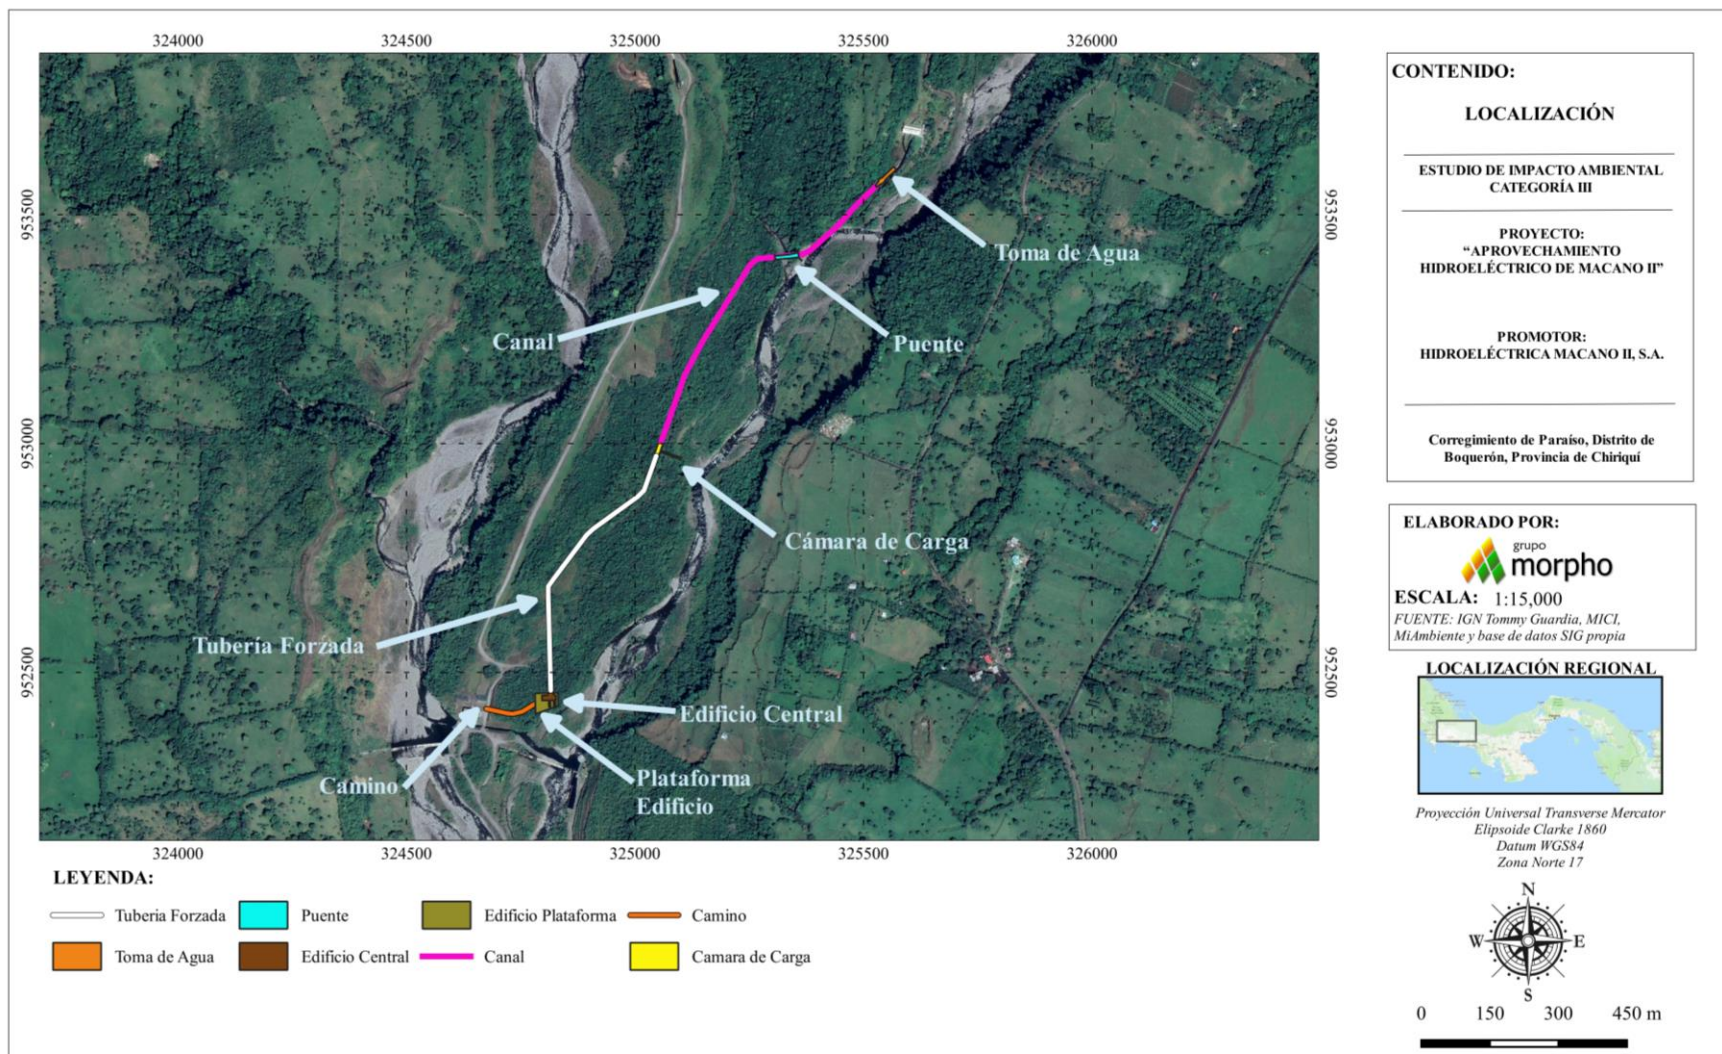 324000 324500 325000 325500 326000
953500
953000
952500
953500
953000
952500
Toma de Agua
Canal
Puente
Cámara de Carga
Tubería Forzada
Edificio Central
Camino
Plataforma
Edificio
324000 324500 325000 325500 326000
LEYENDA:
Tuberia Forzada
Puente
Edificio Plataforma
Camino
Toma de Agua
Edificio Central
Canal
Camara de Carga
CONTENIDO:
LOCALIZACIÓN
ESTUDIO DE IMPACTO AMBIENTAL
CATEGORÍA III
PROYECTO:
“APROVECHAMIENTO
HIDROELÉCTRICO DE MACANO II”
PROMOTOR:
HIDROELÉCTRICA MACANO II, S.A.
Corregimiento de Paraíso, Distrito de
Boquerón, Provincia de Chiriquí
ELABORADO POR:
grupo
morpho
ESCALA: 1:15,000
FUENTE: IGN Tommy Guardia, MICI,
MiAmbiente y base de datos SIG propia
LOCALIZACIÓN REGIONAL
Proyección Universal Transverse Mercator
Elipsoide Clarke 1860
Datum WGS84
Zona Norte 17
N
W E
S
0 150 300 450 m